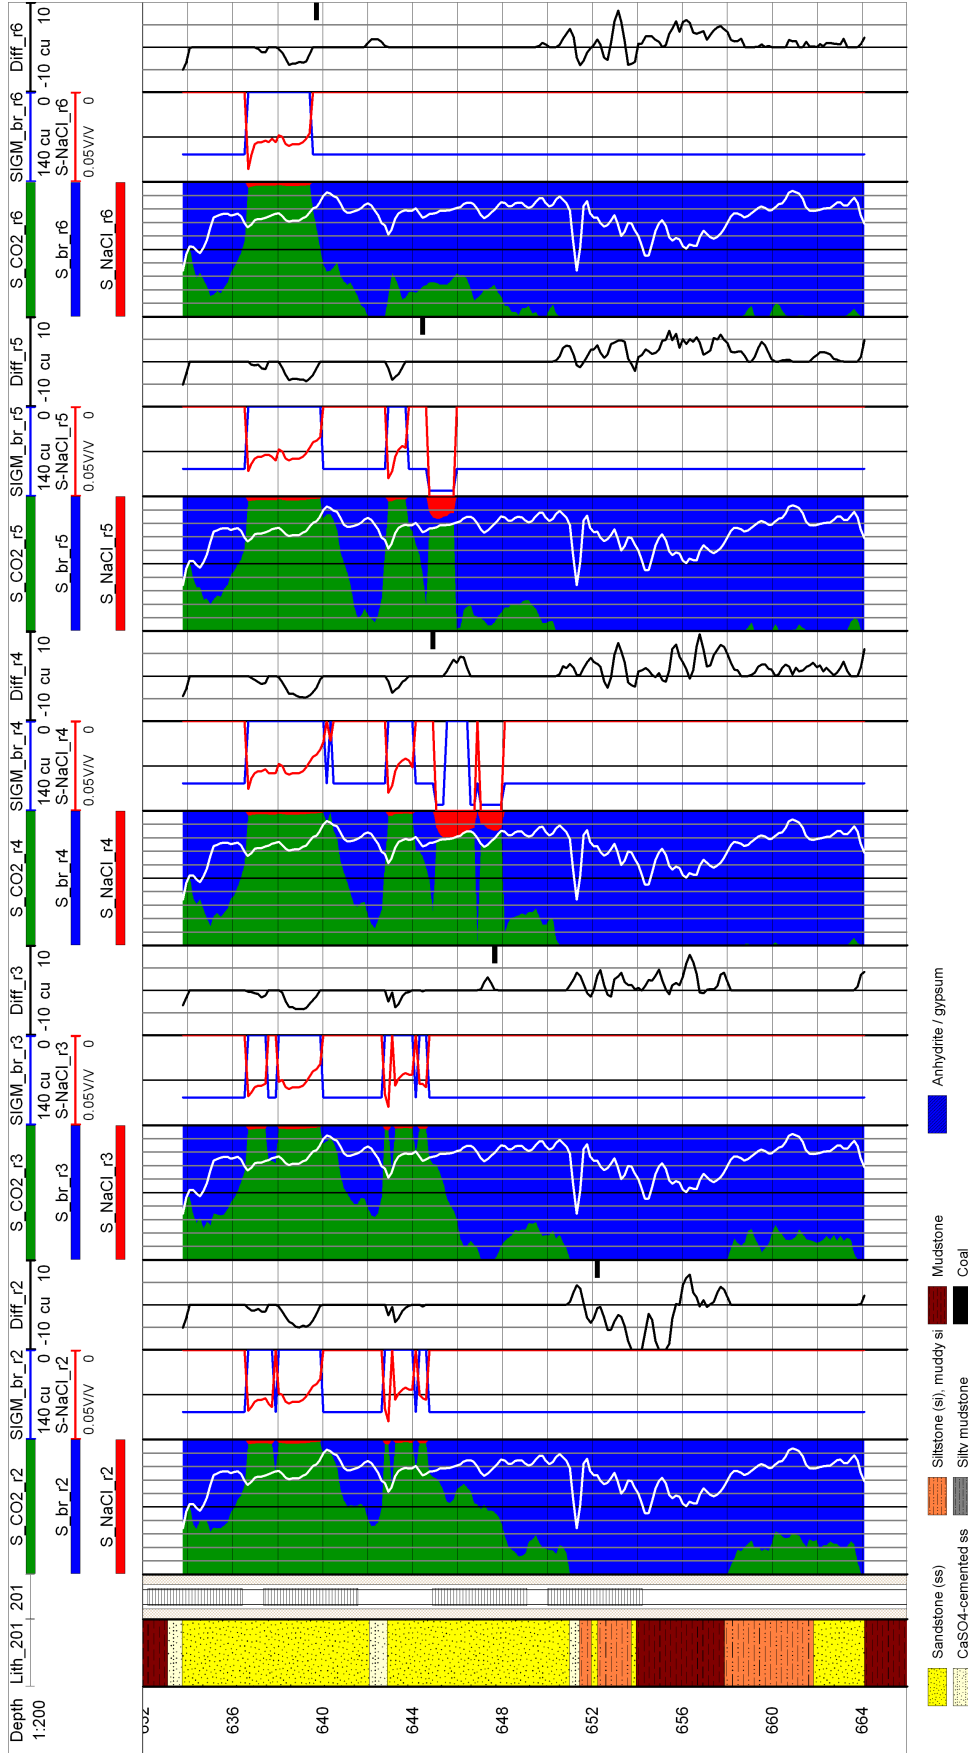 Depth
1:200
Lith_201
201
S_CO2_r2
S_br_r2
S_NaCl_r2
SIGM_br_r2
140 cu 0
S-NaCl_r2
0.05V/V 0
Diff_r2
-10 cu 10
S_CO2_r3
S_br_r3
S_NaCl_r3
SIGM_br_r3
140 cu 0
S-NaCl_r3
0.05V/V 0
Diff_r3
-10 cu 10
S_CO2_r4
S_br_r4
S_NaCl_r4
SIGM_br_r4
140 cu 0
S-NaCl_r4
0.05V/V 0
Diff_r4
-10 cu 10
S_CO2_r5
S_br_r5
S_NaCl_r5
SIGM_br_r5
140 cu 0
S-NaCl_r5
0.05V/V 0
Diff_r5
-10 cu 10
S_CO2_r6
S_br_r6
S_NaCl_r6
SIGM_br_r6
140 cu 0
S-NaCl_r6
0.05V/V 0
Diff_r6
-10 cu 10
636
640
644
648
652
656
660
664
Sandstone (ss)
Siltstone (si), muddy si
Mudstone
Anhydrite / gypsum
CaSO4-cemented ss
Silty mudstone
Coal